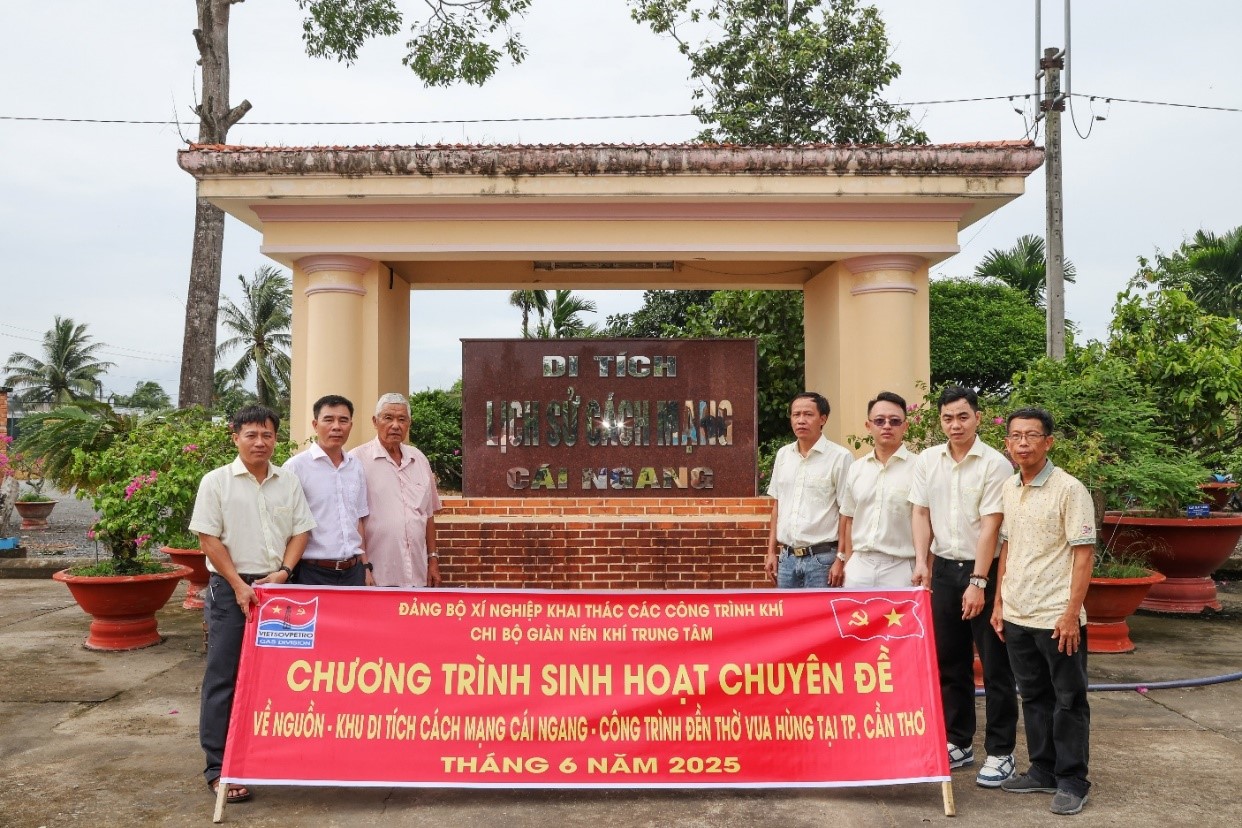 DI TÍCH
LỊCH SỬ CÁCH MẠNG
CÁI NGANG
ĐẢNG BỘ XÍ NGHIỆP KHAI THÁC CÁC CÔNG TRÌNH KHÍ
CHI BỘ GIÀN NÉN KHÍ TRUNG TÂM
VIETSOVPETRO
GAS DIVISION
CHƯƠNG TRÌNH SINH HOẠT CHUYÊN ĐỀ
VỀ NGUỒN - KHU DI TÍCH CÁCH MẠNG CÁI NGANG - CÔNG TRÌNH ĐỀN THỜ VUA HÙNG TẠI TP. CẦN THƠ
THÁNG 6 NĂM 2025